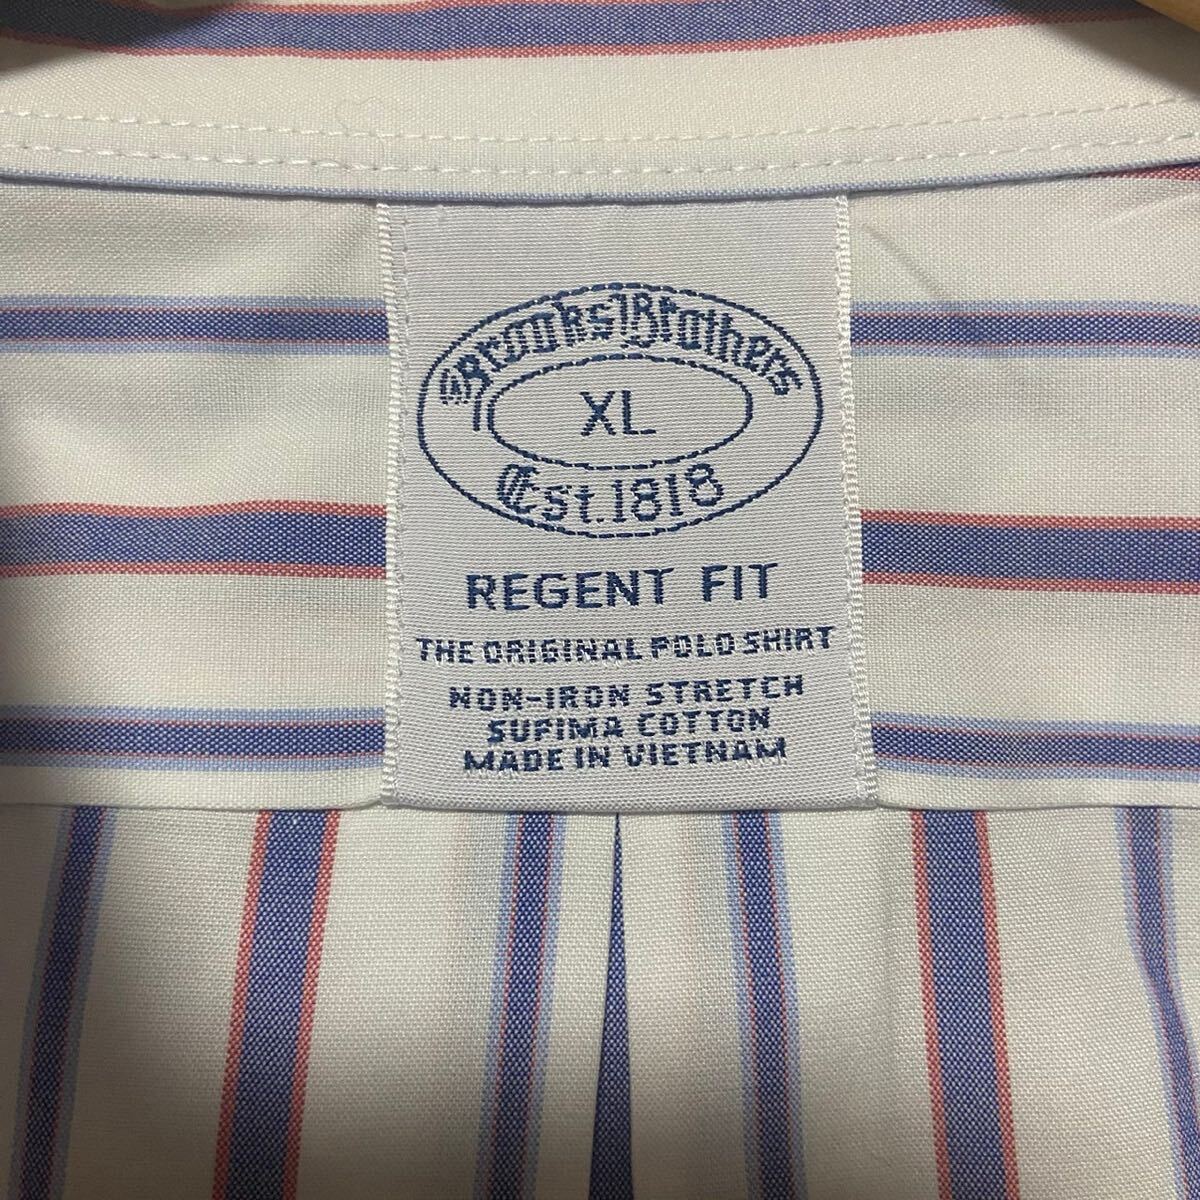 Brooks Brothers
XL
Est. 1818
REGENT FIT
THE ORIGINAL POLO SHIRT
NON-IRON STRETCH
SUPIMA COTTON
MADE IN VIETNAM